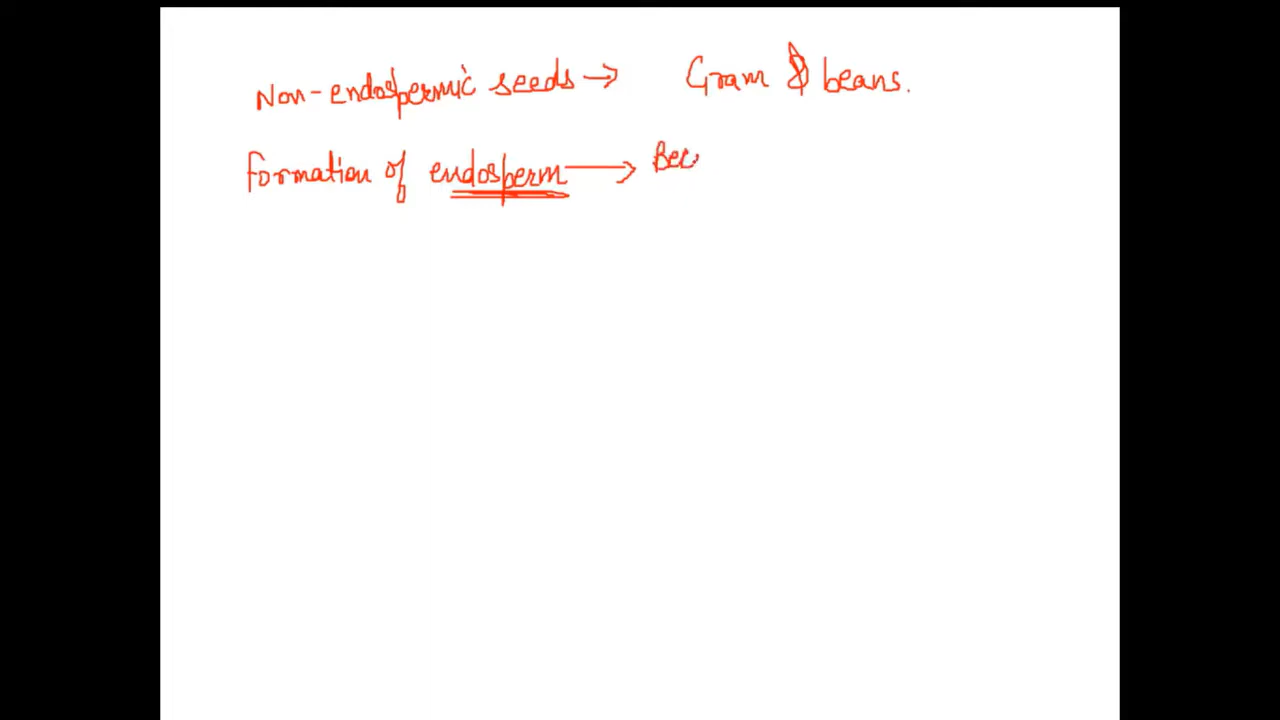 Non-endospermic seeds → Gram & beans.
formation of endosperm → Bec